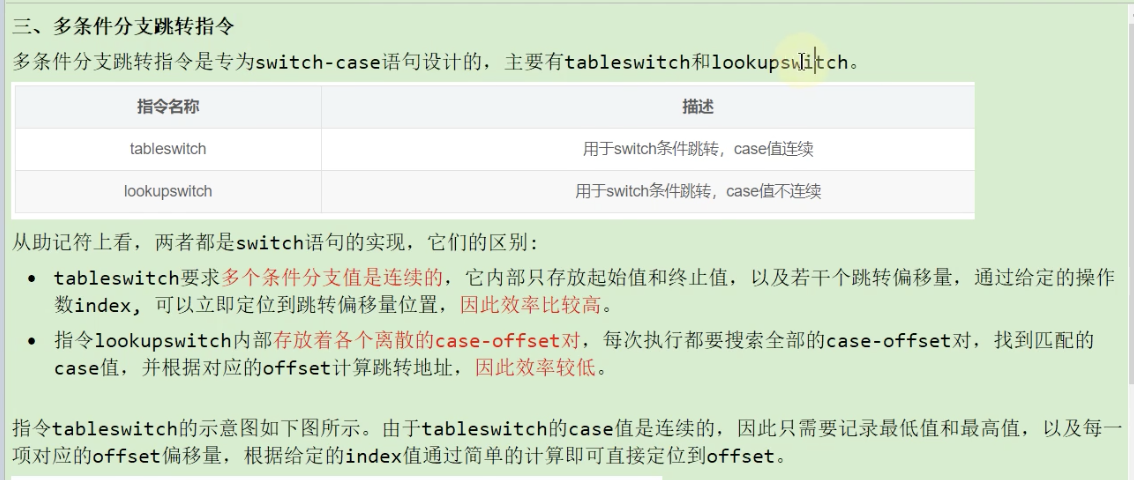 三、多条件分支跳转指令
多条件分支跳转指令是专为switch-case语句设计的，主要有tableswitch和lookupswitch。
指令名称 描述
tableswitch 用于switch条件跳转，case值连续
lookupswitch 用于switch条件跳转，case值不连续
从助记符上看，两者都是switch语句的实现，它们的区别：
• tableswitch要求多个条件分支值是连续的，它内部只存放起始值和终止值，以及若干个跳转偏移量，通过给定的操作
数index，可以立即定位到跳转偏移量位置，因此效率比较高。
• 指令lookupswitch内部存放着各个离散的case-offset对，每次执行都要搜索全部的case-offset对，找到匹配的
case值，并根据对应的offset计算跳转地址，因此效率较低。
指令tableswitch的示意图如下图所示。由于tableswitch的case值是连续的，因此只需要记录最低值和最高值，以及每一
项对应的offset偏移量，根据给定的index值通过简单的计算即可直接定位到offset。